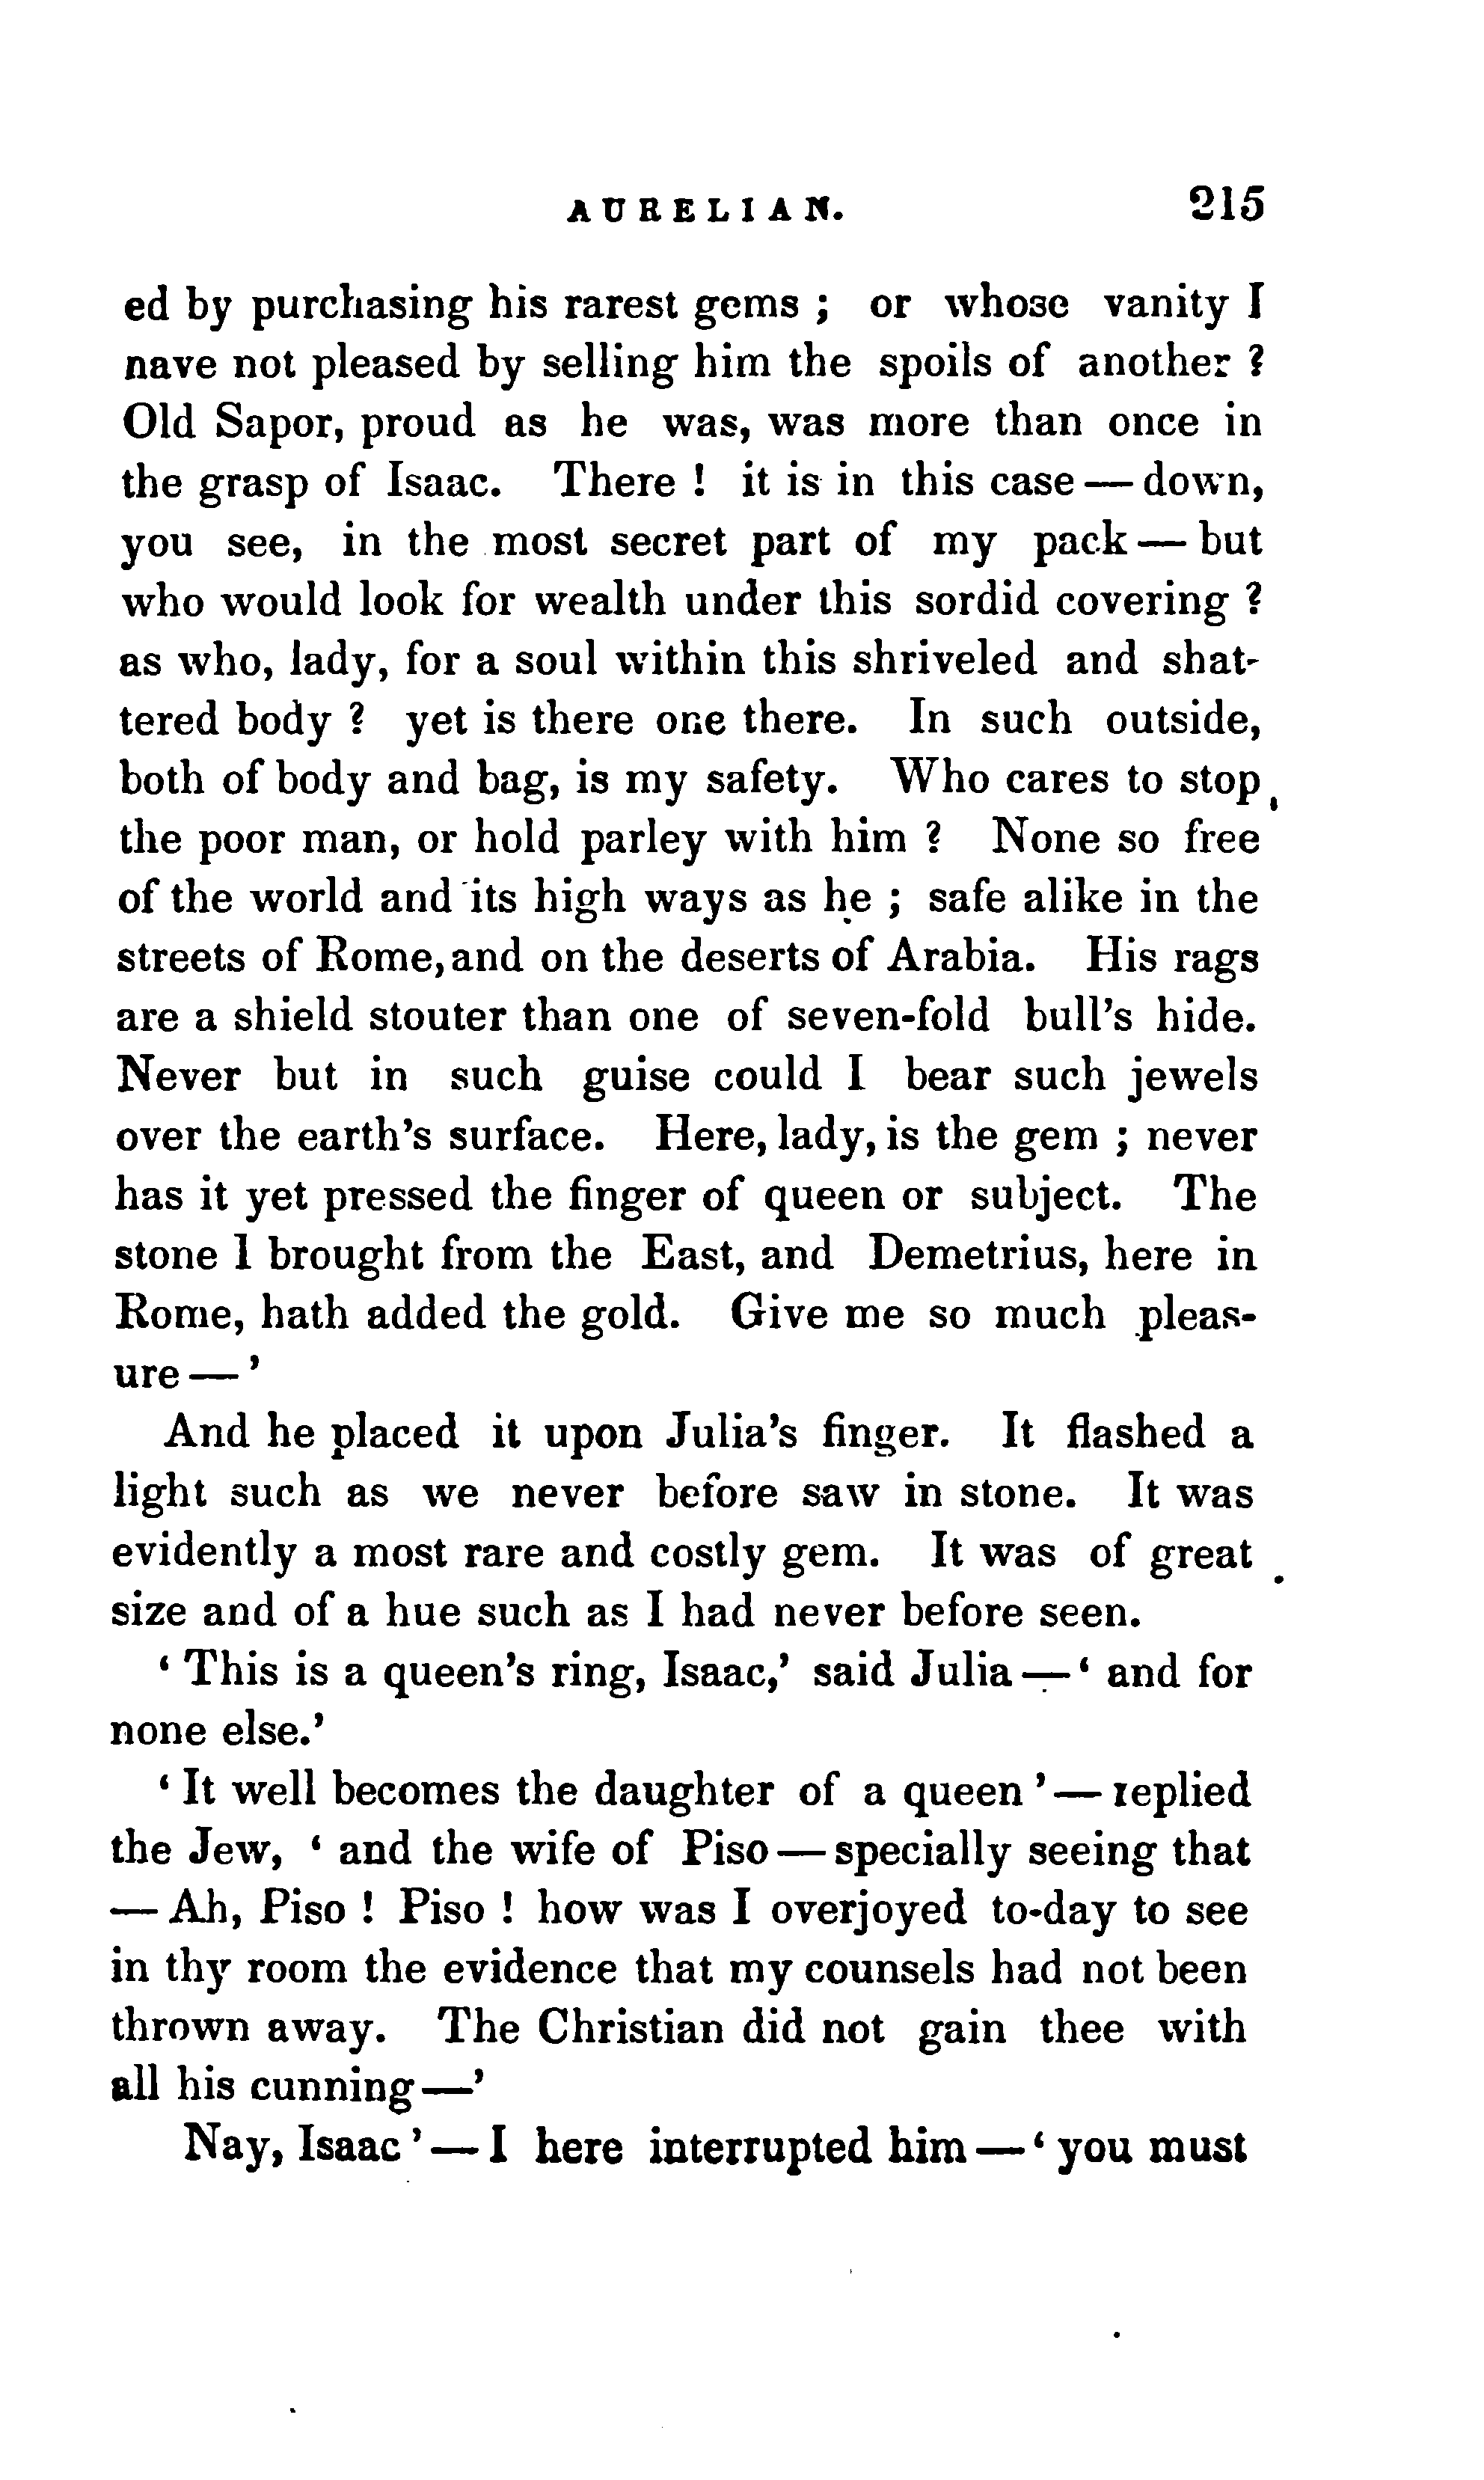 AURELIAN. 215
ed by purchasing his rarest gems ; or whose vanity I
nave not pleased by selling him the spoils of another ?
Old Sapor, proud as he was, was more than once in
the grasp of Isaac. There ! it is in this case — down,
you see, in the most secret part of my pack — but
who would look for wealth under this sordid covering ?
as who, lady, for a soul within this shriveled and shat-
tered body ? yet is there one there. In such outside,
both of body and bag, is my safety. Who cares to stop
the poor man, or hold parley with him ? None so free
of the world and its high ways as he ; safe alike in the
streets of Rome, and on the deserts of Arabia. His rags
are a shield stouter than one of seven-fold bull's hide.
Never but in such guise could I bear such jewels
over the earth's surface. Here, lady, is the gem ; never
has it yet pressed the finger of queen or subject. The
stone I brought from the East, and Demetrius, here in
Rome, hath added the gold. Give me so much pleas-
ure — '
And he placed it upon Julia's finger. It flashed a
light such as we never before saw in stone. It was
evidently a most rare and costly gem. It was of great
size and of a hue such as I had never before seen.
‘ This is a queen's ring, Isaac,’ said Julia — ‘ and for
none else.’
‘ It well becomes the daughter of a queen ’ — replied
the Jew, ‘ and the wife of Piso — specially seeing that
— Ah, Piso ! Piso ! how was I overjoyed to-day to see
in thy room the evidence that my counsels had not been
thrown away. The Christian did not gain thee with
all his cunning —’
Nay, Isaac ’ — I here interrupted him — ‘ you must